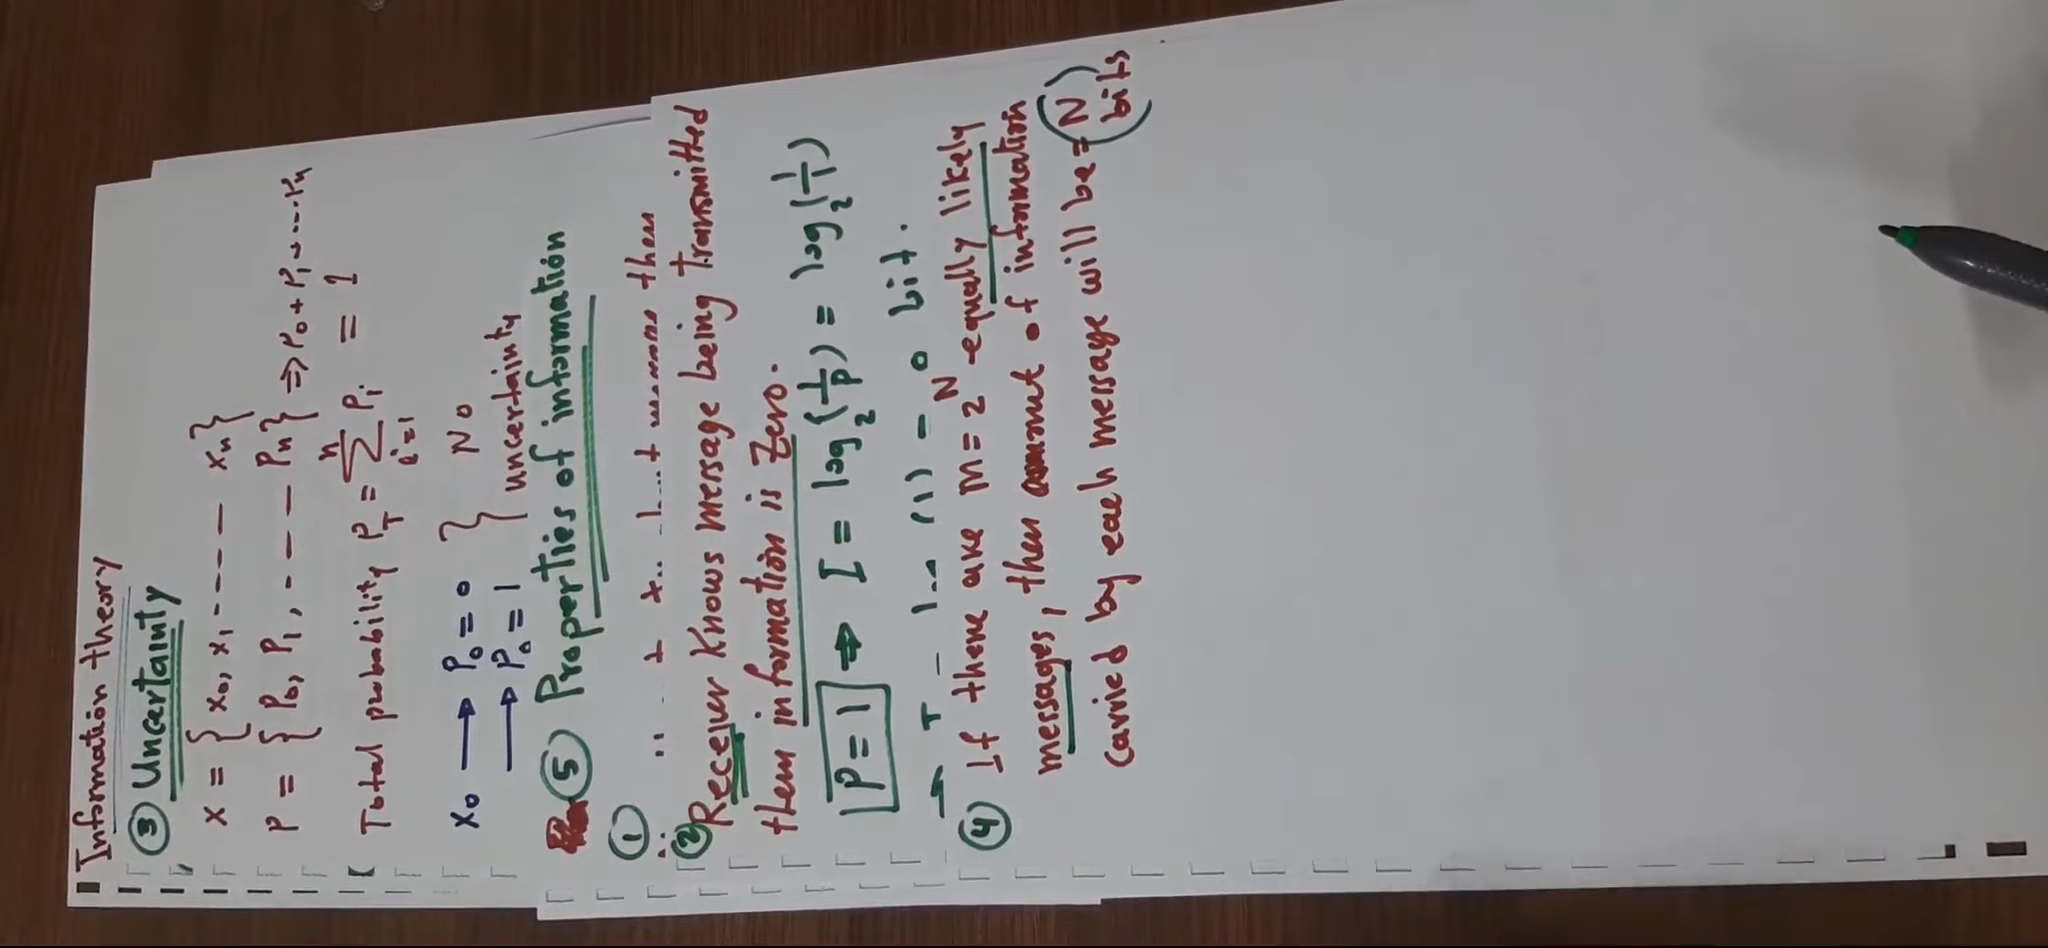 Information theory
③ Uncertainty
X = { x₀, x₁, ---- xₙ}
P = { P₀, P₁, --- Pₙ} ⇒ P₀ + P₁ ..... Pₙ
Total probability P_T = ∑ⁿᵢ₌₁ Pᵢ = 1
X₀ → P₀ = 0 } No
→ P₀ = 1 uncertainty
⑤ Properties of information
①
then
② Receiver Knows message being transmitted
then information is zero.
P = 1 ⇒ I = log₂(1/P) = log₂(1/1)
0 bit.
④ If there are M = 2ᴺ equally likely
messages, then amount of information
carried by each message will be = (N) bits